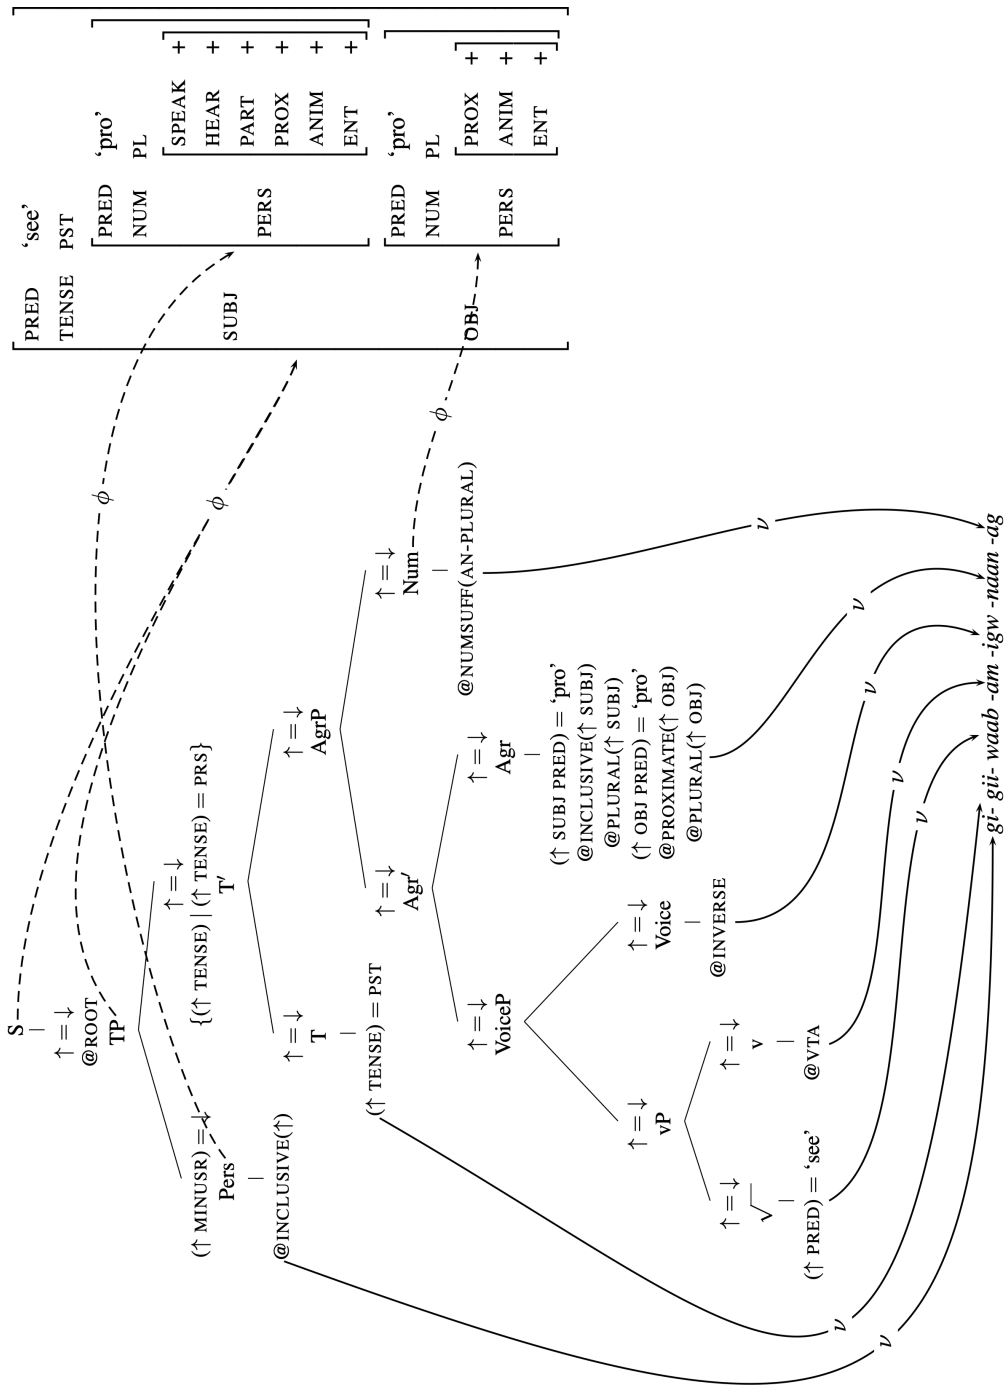 S
↑ = ↓
@ROOT
TP
(↑ MINUSR) = ↓
Pers
@INCLUSIVE(↑)
↑ = ↓
{(↑ TENSE) | (↑ TENSE) = PRS}
T′
↑ = ↓
T
(↑ TENSE) = PST
↑ = ↓
AgrP
↑ = ↓
Agr′
↑ = ↓
Num
@NUMSUFF(AN-PLURAL)
↑ = ↓
VoiceP
↑ = ↓
Agr
(↑ SUBJ PRED) = ‘pro’
@INCLUSIVE(↑ SUBJ)
@PLURAL(↑ SUBJ)
(↑ OBJ PRED) = ‘pro’
@PROXIMATE(↑ OBJ)
@PLURAL(↑ OBJ)
↑ = ↓
vP
↑ = ↓
Voice
@INVERSE
↑ = ↓
√
(↑ PRED) = ‘see’
↑ = ↓
v
@VTA
PRED ‘see’
TENSE PST
SUBJ
PRED ‘pro’
NUM PL
PERS
SPEAK +
HEAR +
PART +
PROX +
ANIM +
ENT +
OBJ
PRED ‘pro’
NUM PL
PERS
PROX +
ANIM +
ENT +
ϕ
ϕ
ϕ
ν
ν
ν
ν
ν
ν
ν
gi- gii- waab -am -igw -naan -ag